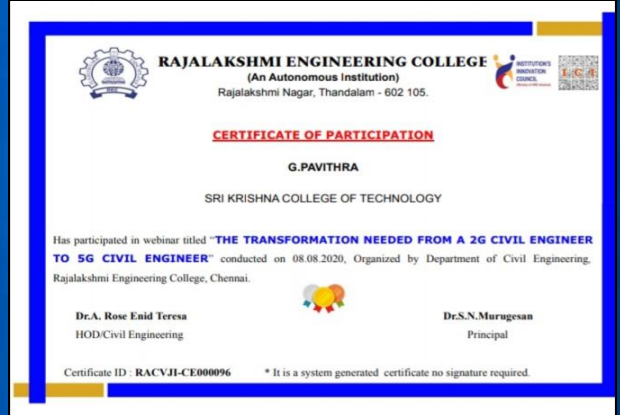 RAJALAKSHMI ENGINEERING COLLEGE
(An Autonomous Institution)
Rajalakshmi Nagar, Thandalam - 602 105.
INSTITUTION'S
INNOVATION
COUNCIL
CERTIFICATE OF PARTICIPATION
G.PAVITHRA
SRI KRISHNA COLLEGE OF TECHNOLOGY
Has participated in webinar titled "THE TRANSFORMATION NEEDED FROM A 2G CIVIL ENGINEER
TO 5G CIVIL ENGINEER" conducted on 08.08.2020, Organized by Department of Civil Engineering,
Rajalakshmi Engineering College, Chennai.
Dr.A. Rose Enid Teresa
HOD/Civil Engineering
Dr.S.N.Murugesan
Principal
Certificate ID : RACVJI-CE000096
* It is a system generated certificate no signature required.